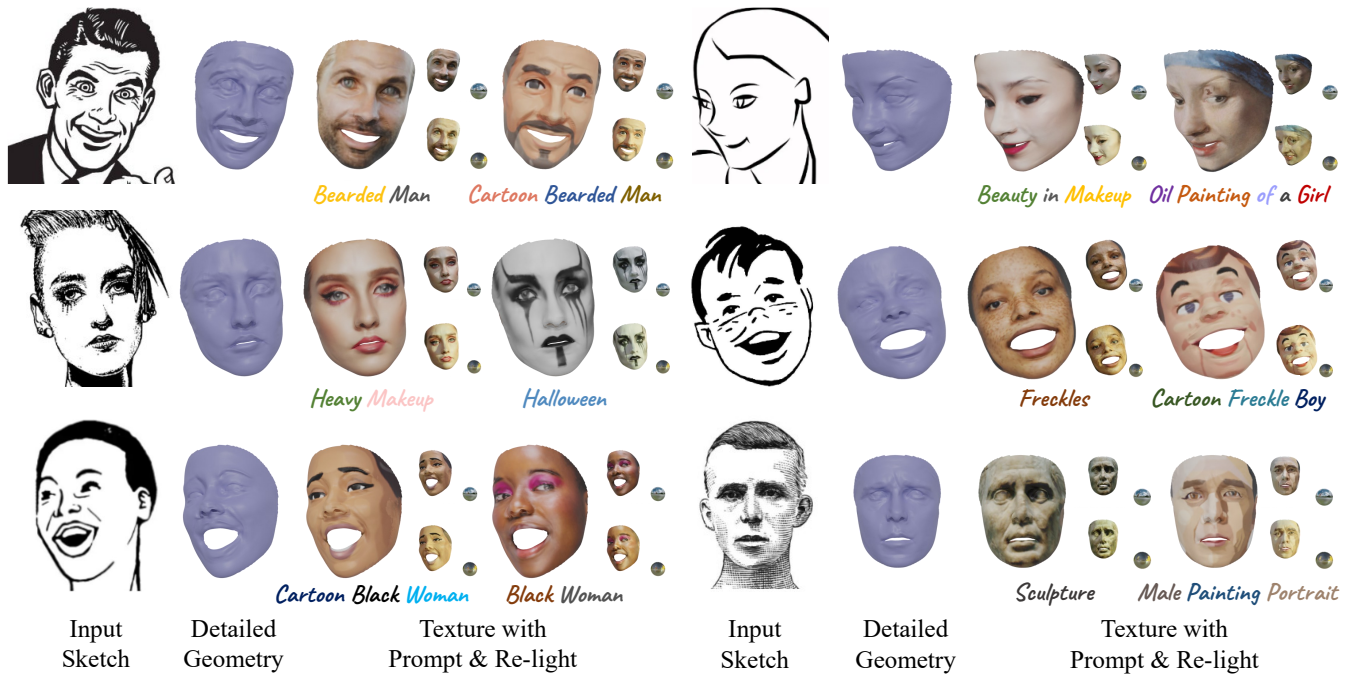 Bearded Man
Cartoon Bearded Man
Beauty in Makeup
Oil Painting of a Girl
Heavy Makeup
Halloween
Freckles
Cartoon Freckle Boy
Cartoon Black Woman
Black Woman
Sculpture
Male Painting Portrait
Input
Sketch
Detailed
Geometry
Texture with
Prompt & Re-light
Input
Sketch
Detailed
Geometry
Texture with
Prompt & Re-light